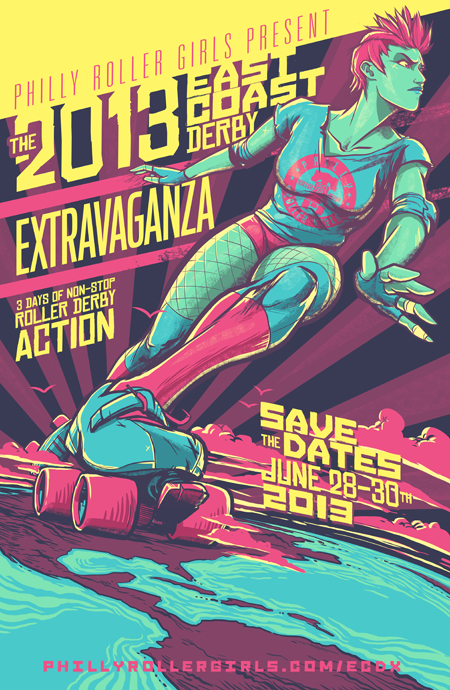 PHILLY ROLLER GIRLS PRESENT
THE 2013 EAST
COAST
DERBY
EXTRAVAGANZA
3 DAYS OF NON-STOP
ROLLER DERBY
ACTION
SAVE
THE DATES
JUNE 28-30TH
2013
PHILLYROLLERGIRLS.COM/ECDX